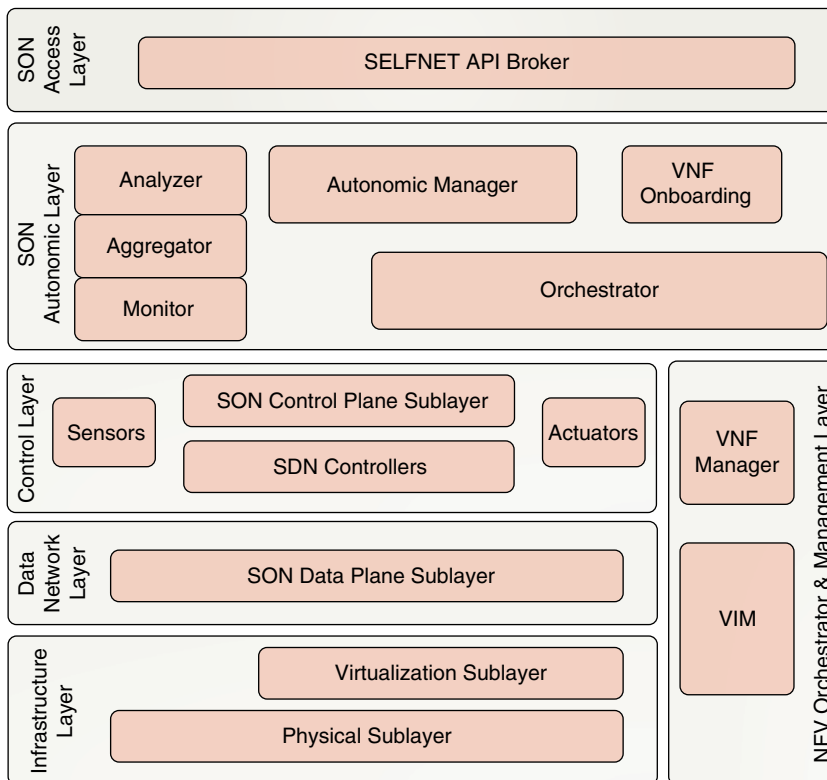 SON
Access
Layer
SELFNET API Broker
SON
Autonomic Layer
Analyzer
Aggregator
Monitor
Autonomic Manager
VNF
Onboarding
Orchestrator
Control Layer
Sensors
SON Control Plane Sublayer
SDN Controllers
Actuators
Data
Network
Layer
SON Data Plane Sublayer
Infrastructure
Layer
Virtualization Sublayer
Physical Sublayer
VNF
Manager
VIM
NFV Orchestrator & Management Layer